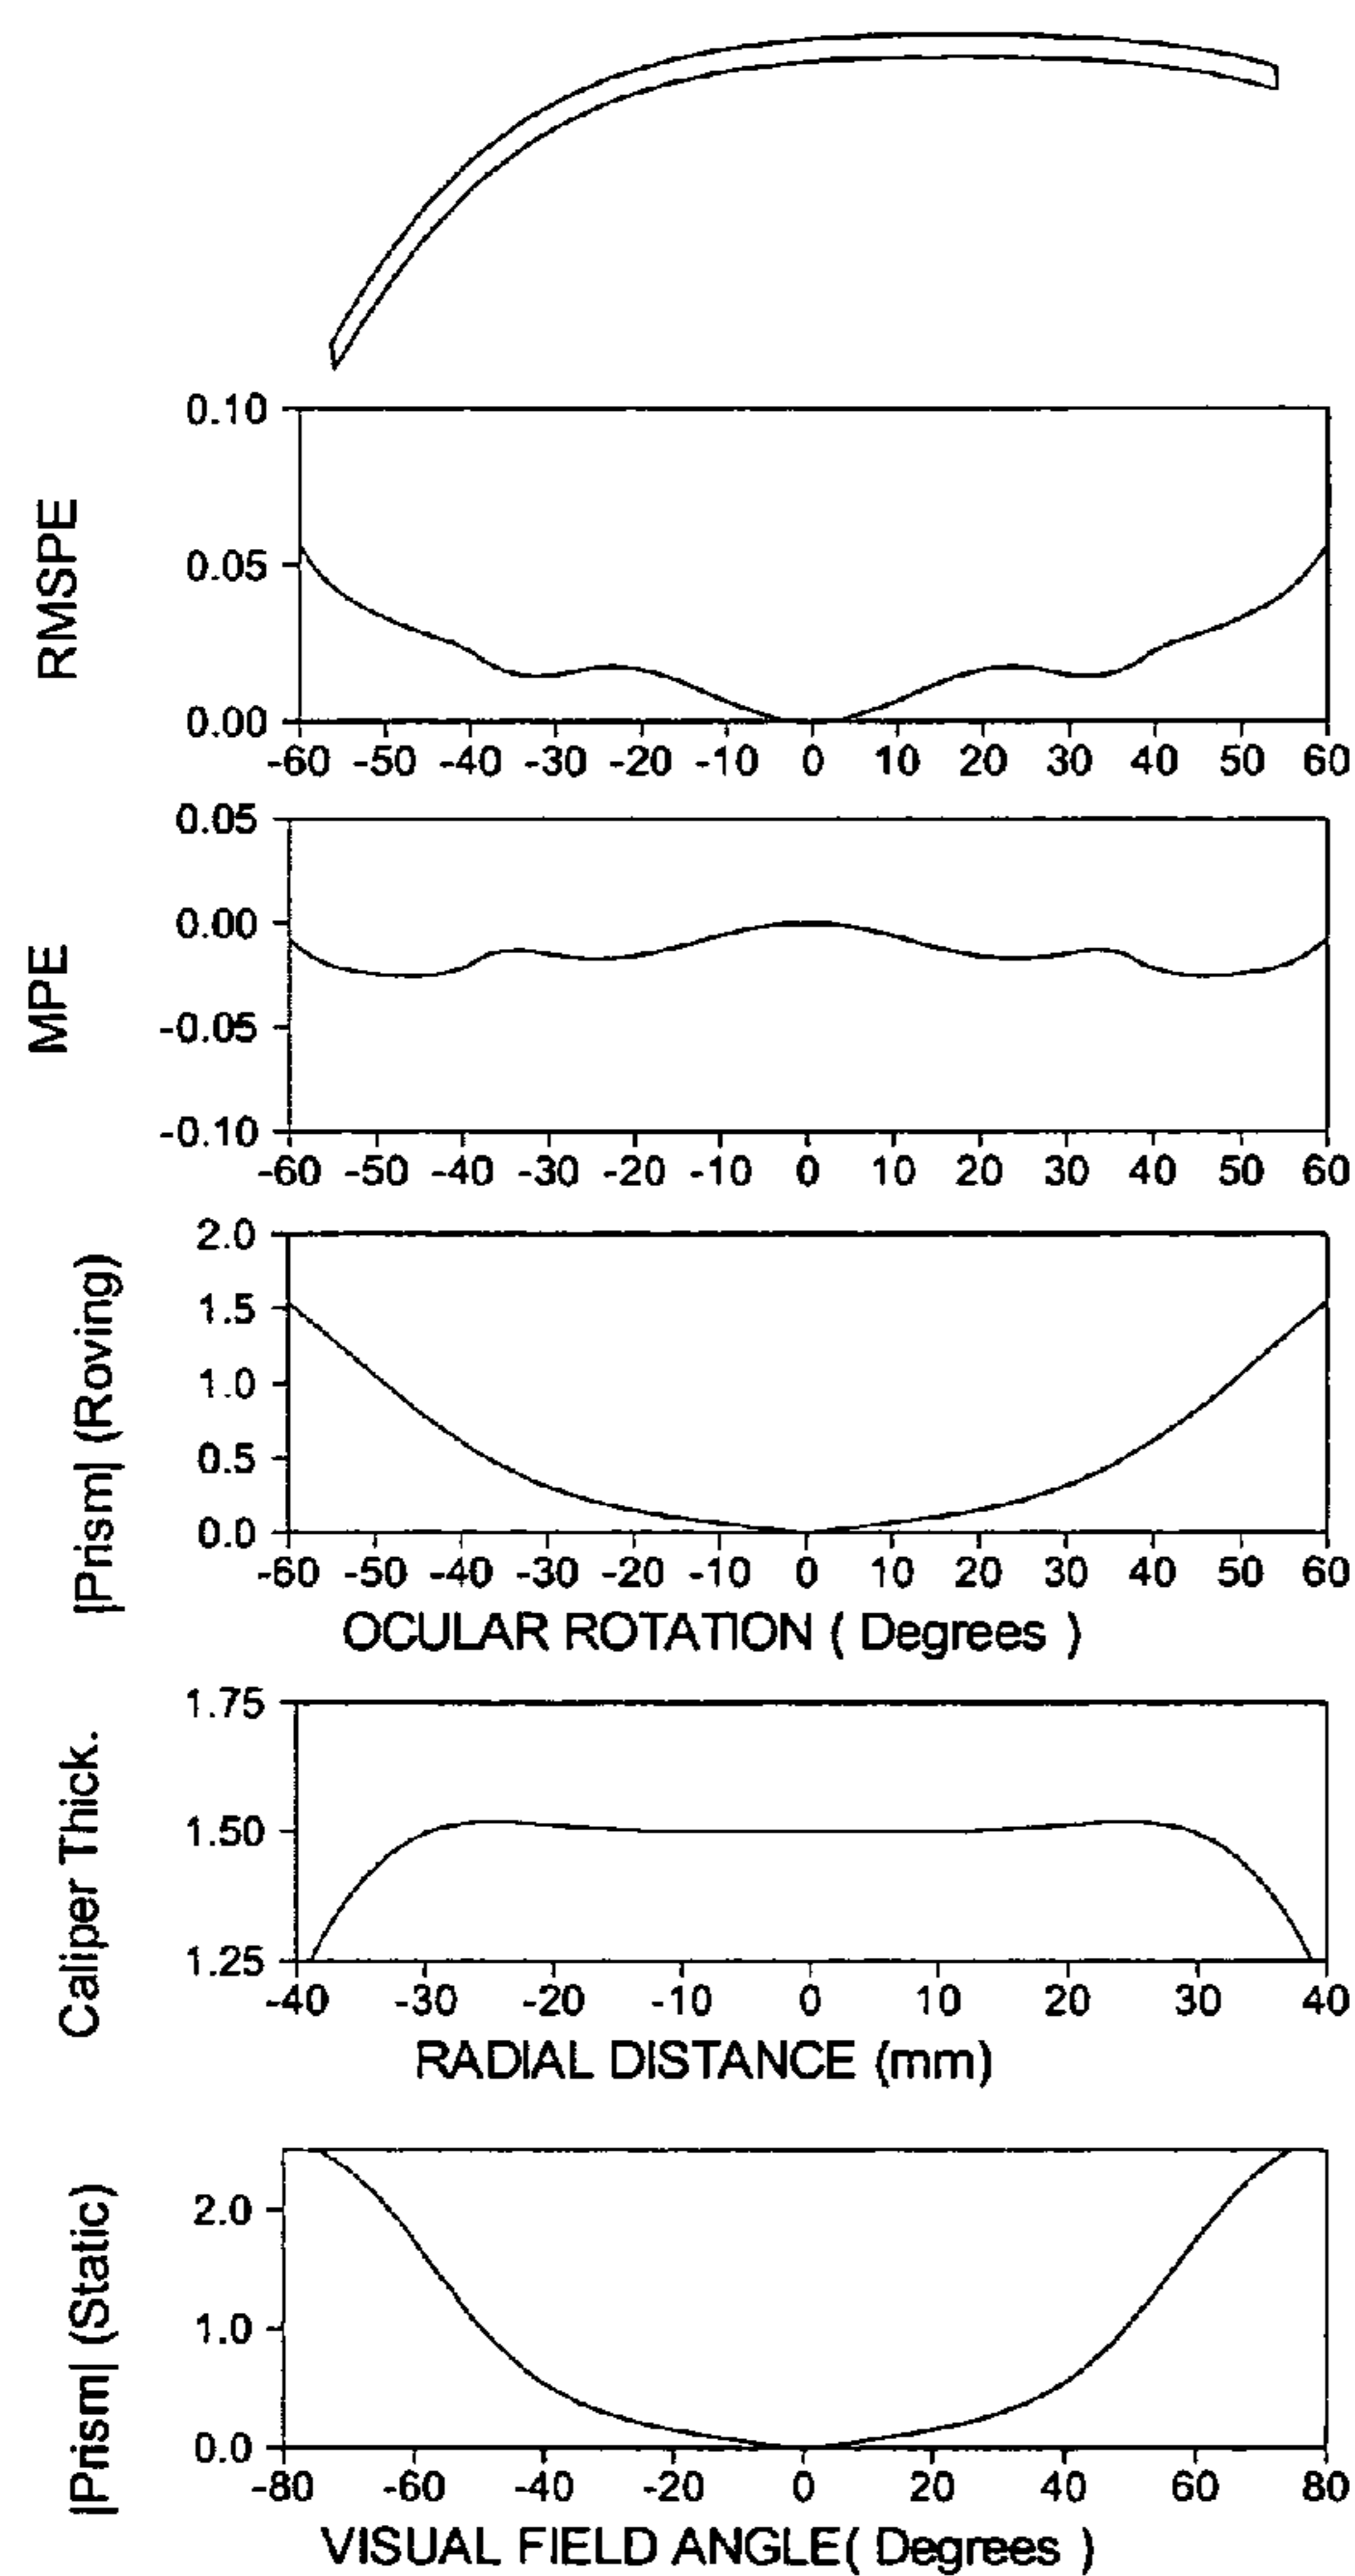 0.10
0.05
0.00
RMSPE
-60 -50 -40 -30 -20 -10 0 10 20 30 40 50 60
0.05
0.00
-0.05
-0.10
MPE
-60 -50 -40 -30 -20 -10 0 10 20 30 40 50 60
2.0
1.5
1.0
0.5
0.0
|Prism| (Roving)
-60 -50 -40 -30 -20 -10 0 10 20 30 40 50 60
OCULAR ROTATION ( Degrees )
1.75
1.50
1.25
Caliper Thick.
-40 -30 -20 -10 0 10 20 30 40
RADIAL DISTANCE (mm)
2.0
1.0
0.0
|Prism| (Static)
-80 -60 -40 -20 0 20 40 60 80
VISUAL FIELD ANGLE( Degrees )